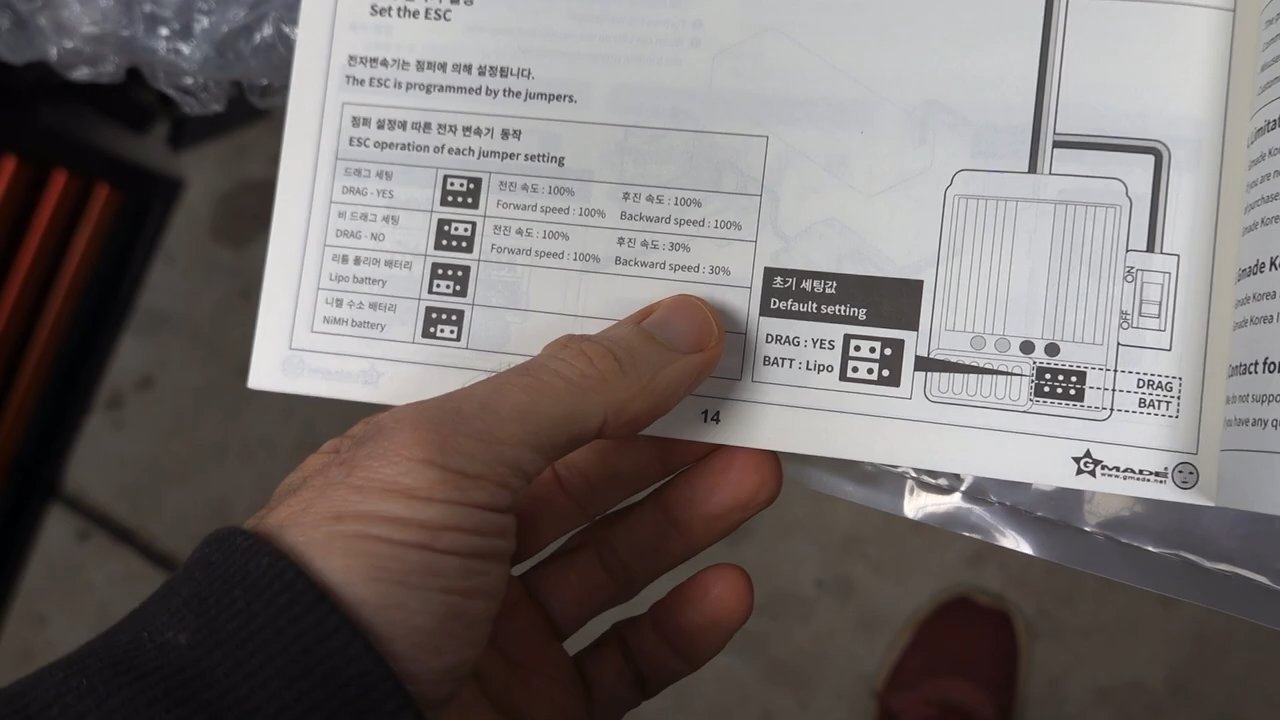 Set the ESC
전자변속기는 점퍼에 의해 설정됩니다.
The ESC is programmed by the jumpers.
점퍼 설정에 따른 전자 변속기 동작
ESC operation of each jumper setting
드래그 세팅
DRAG - YES
전진 속도 : 100%
Forward speed : 100%
후진 속도 : 100%
Backward speed : 100%
비 드래그 세팅
DRAG - NO
전진 속도 : 100%
Forward speed : 100%
후진 속도 : 30%
Backward speed : 30%
리튬 폴리머 배터리
Lipo battery
니켈 수소 배터리
NiMH battery
초기 세팅값
Default setting
DRAG : YES
BATT : Lipo
ON
OFF
DRAG
BATT
14
GMADE
www.gmade.net
Gmade Korea
Gmade Korea
Contact for